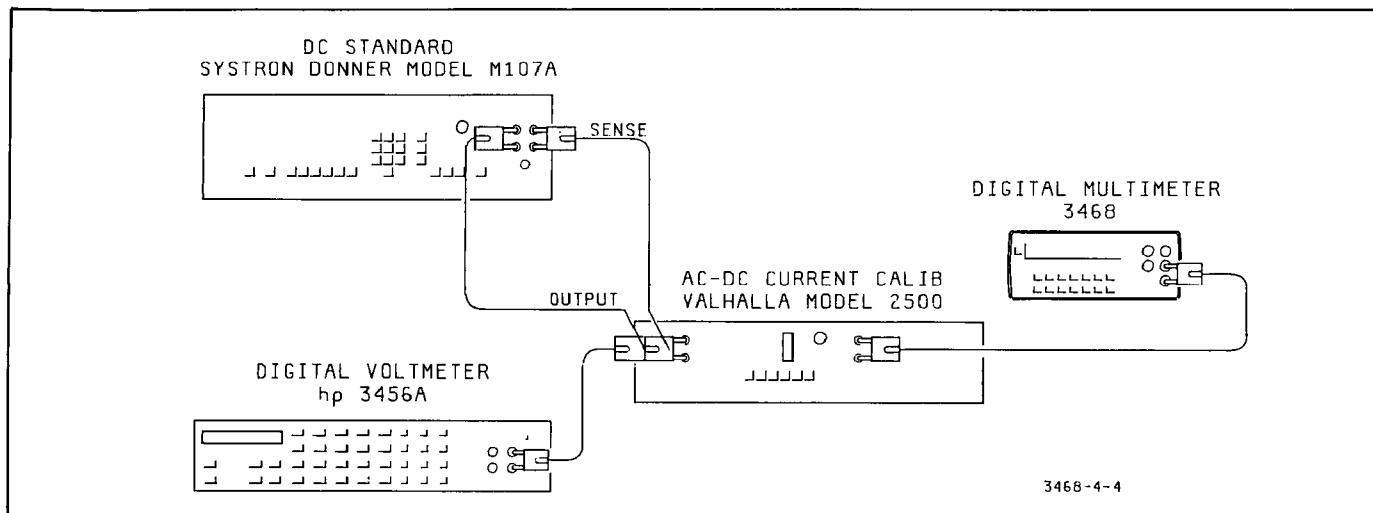 DC STANDARD
SYSTRON DONNER MODEL M107A
SENSE
DIGITAL MULTIMETER
3468
AC-DC CURRENT CALIB
VALHALLA MODEL 2500
OUTPUT
DIGITAL VOLTMETER
hp 3456A
3468-4-4